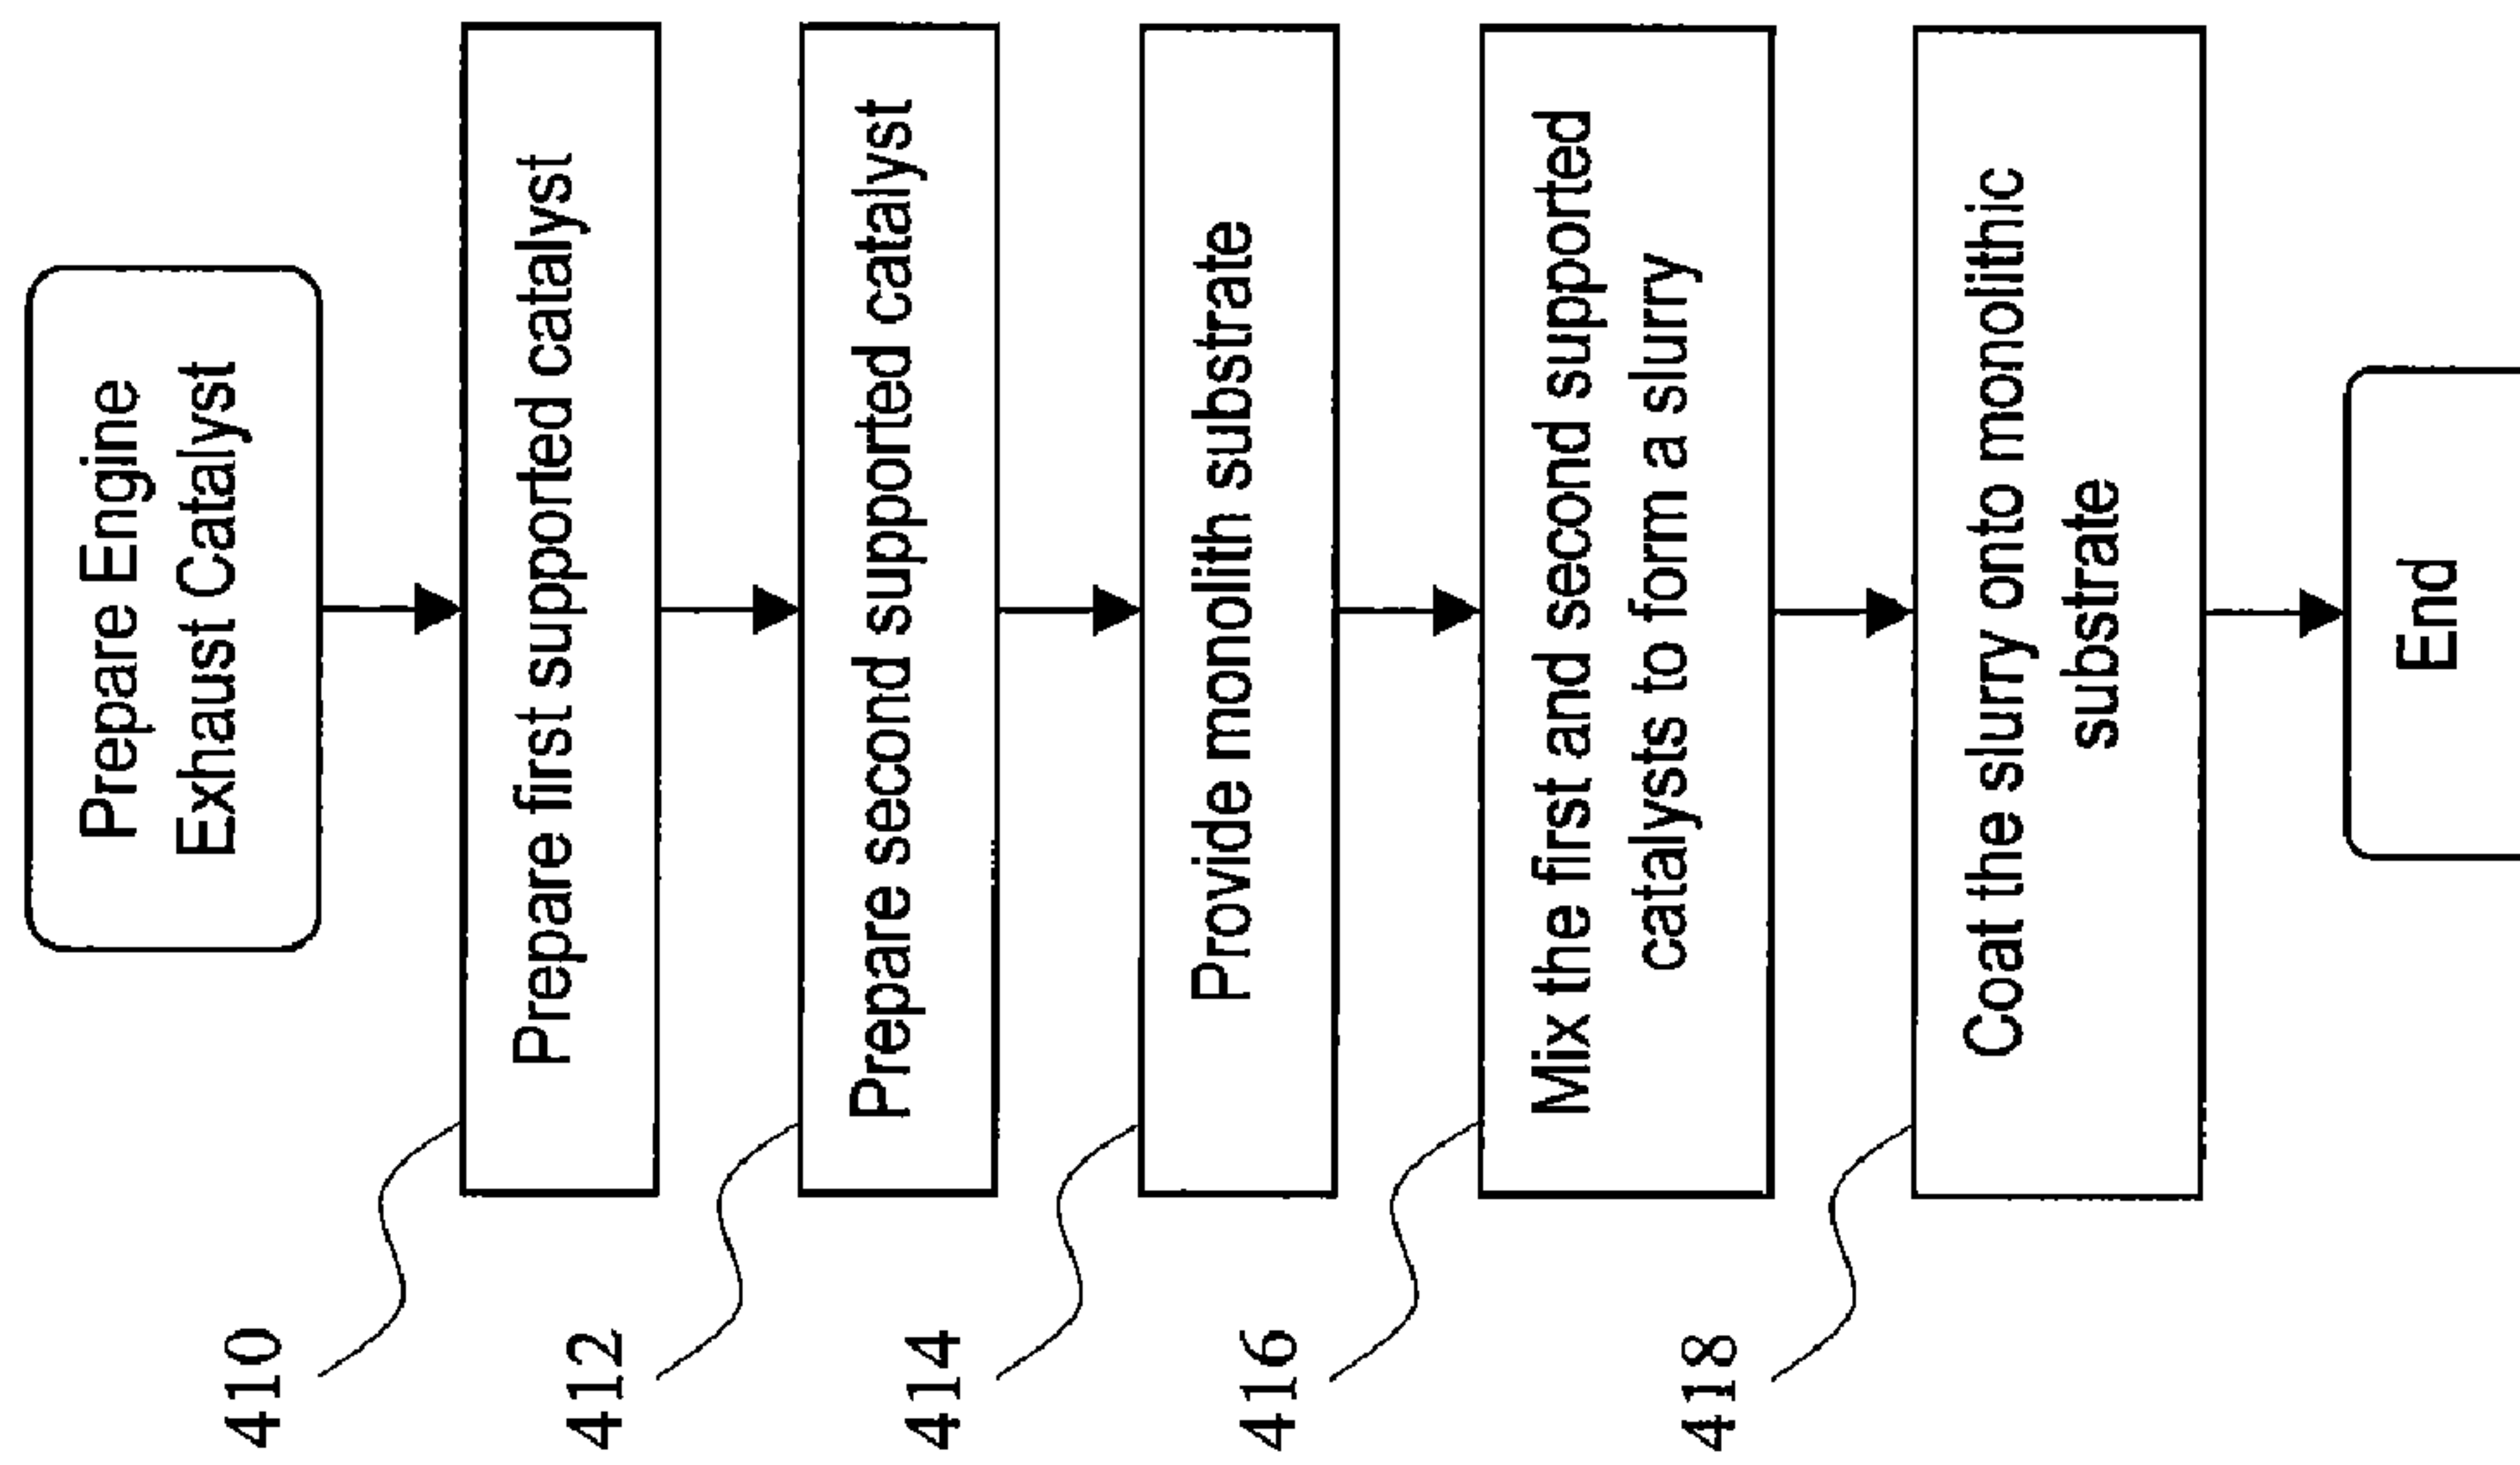 Prepare Engine
Exhaust Catalyst
410
Prepare first supported catalyst
412
Prepare second supported catalyst
414
Provide monolith substrate
416
Mix the first and second supported
catalysts to form a slurry
418
Coat the slurry onto monolithic
substrate
End